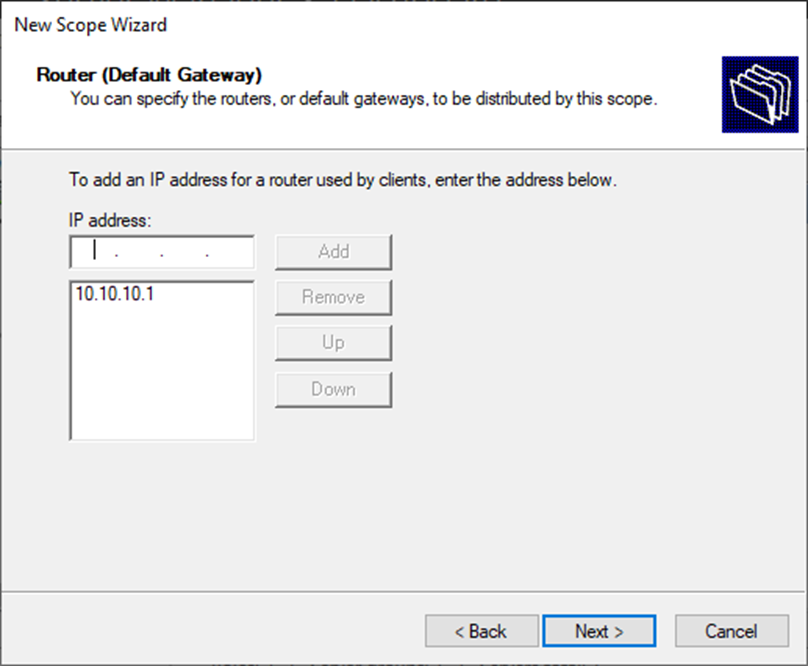 New Scope Wizard
Router (Default Gateway)
You can specify the routers, or default gateways, to be distributed by this scope.
To add an IP address for a router used by clients, enter the address below.
IP address:
. . .
Add
10.10.10.1
Remove
Up
Down
< Back
Next >
Cancel